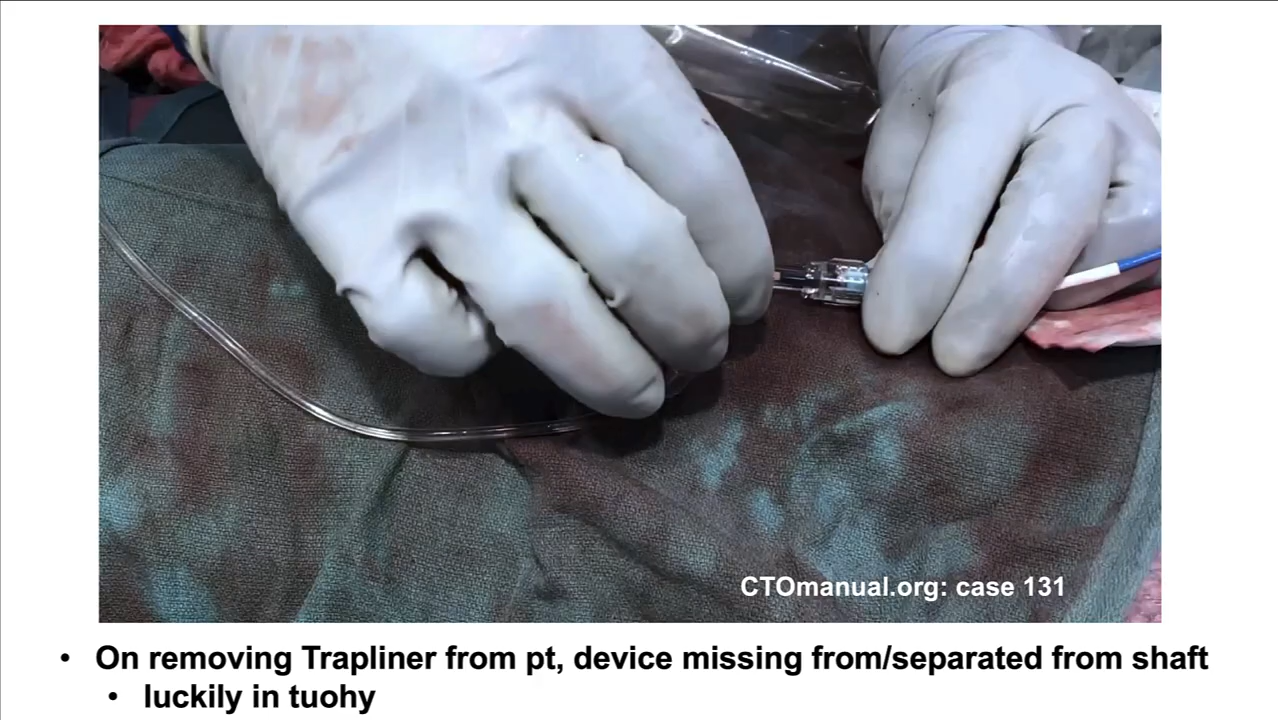 CTOmanual.org: case 131
• On removing Trapliner from pt, device missing from/separated from shaft
• luckily in tuohy